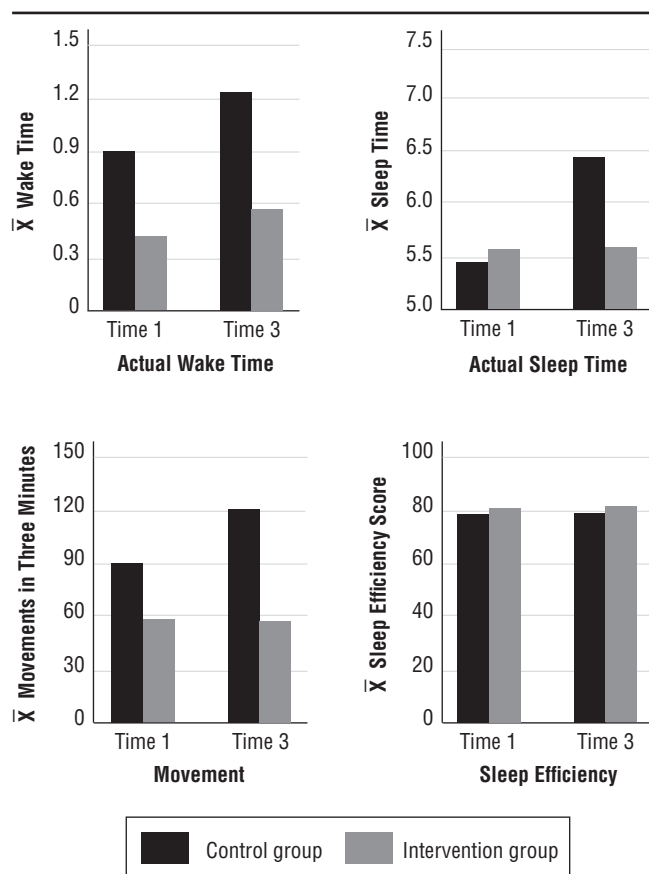 1.5
1.2
0.9
0.6
0.3
0
X̄ Wake Time
Time 1 Time 3
Actual Wake Time
7.5
7.0
6.5
6.0
5.5
5.0
X̄ Sleep Time
Time 1 Time 3
Actual Sleep Time
150
120
90
60
30
0
X̄ Movements in Three Minutes
Time 1 Time 3
Movement
100
80
60
40
20
0
X̄ Sleep Efficiency Score
Time 1 Time 3
Sleep Efficiency
Control group Intervention group